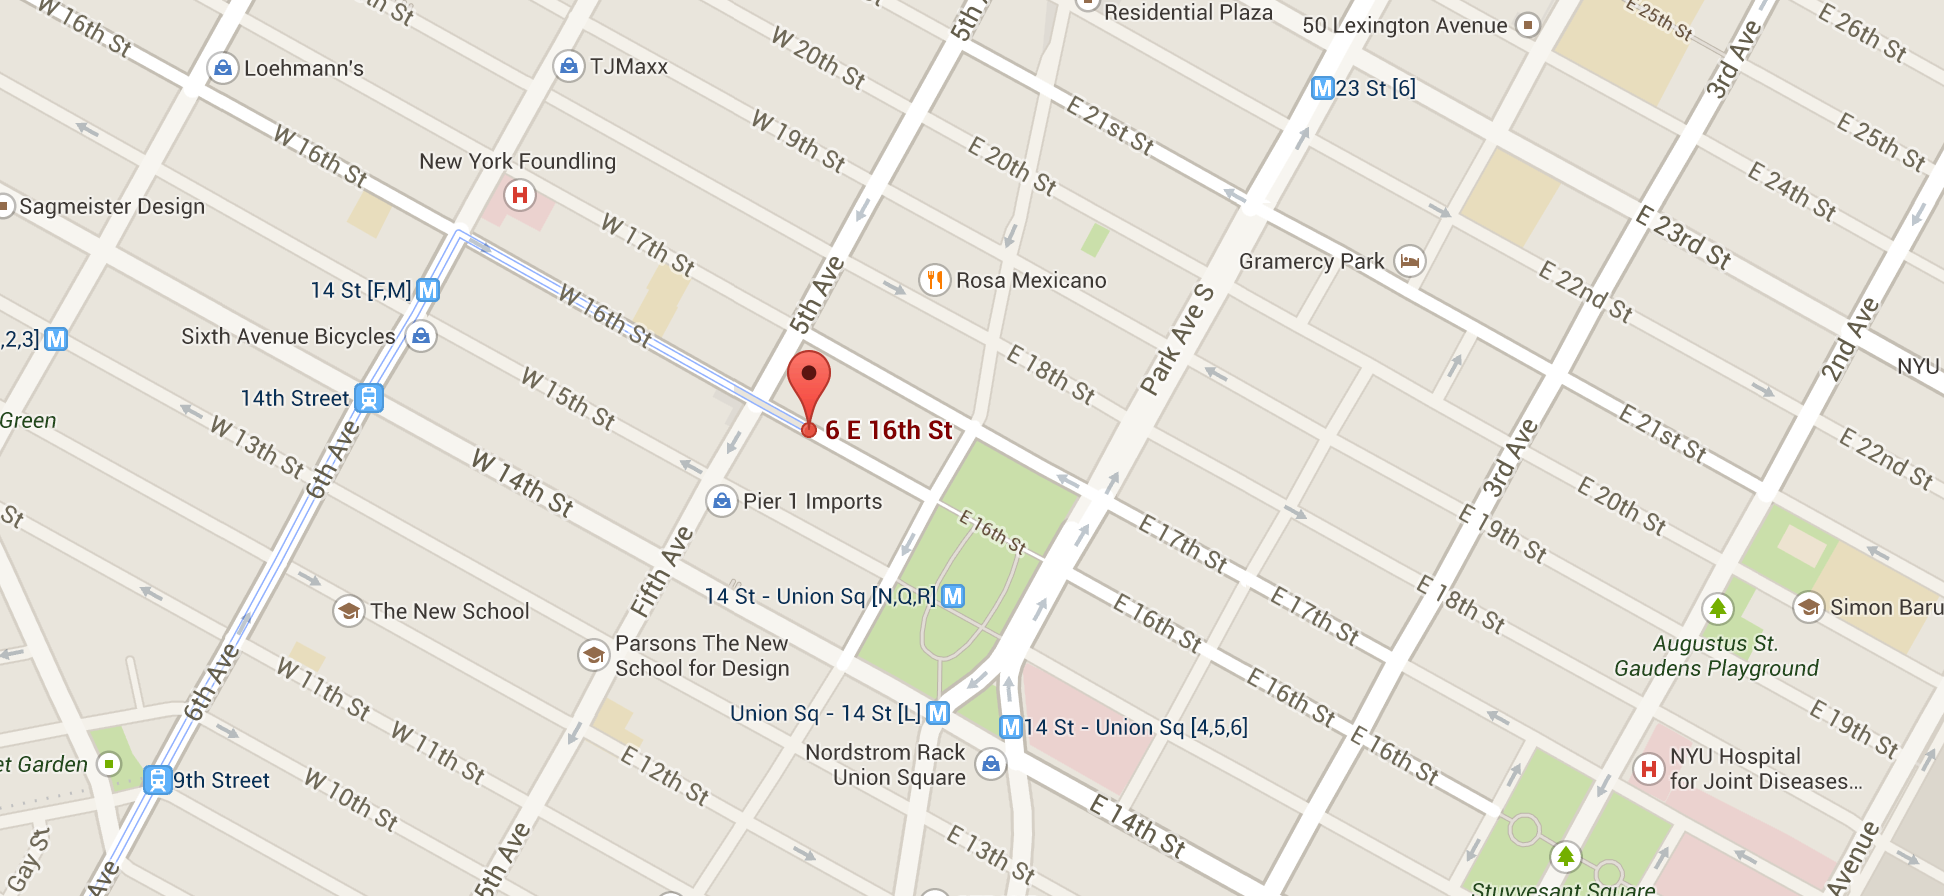 W 16th St
Loehmann's
TJMaxx
W 20th St
5th A
Residential Plaza
50 Lexington Avenue
E 25th St
3rd Ave
E 26th St
23 St [6]
E 21st St
W 19th St
E 20th St
W 16th St
New York Foundling
Sagmeister Design
E 25th St
E 24th St
E 23rd St
W 17th St
Gramercy Park
E 22nd St
14 St [F,M]
W 16th St
5th Ave
Rosa Mexicano
Park Ave S
2nd Ave
,2,3]
Sixth Avenue Bicycles
E 18th St
NYU
14th Street
W 15th St
6 E 16th St
Green
W 13th St
6th Ave
W 14th St
3rd Ave
E 21st St
E 22nd St
Pier 1 Imports
E 16th St
E 17th St
E 19th St
E 20th St
St
Fifth Ave
14 St - Union Sq [N,Q,R]
The New School
E 16th St
E 17th St
E 18th St
Simon Baru
Parsons The New
School for Design
Augustus St.
Gaudens Playground
6th Ave
W 11th St
W 11th St
Union Sq - 14 St [L]
14 St - Union Sq [4,5,6]
E 16th St
E 16th St
E 19th St
Nordstrom Rack
Union Square
et Garden
9th Street
W 10th St
E 12th St
NYU Hospital
for Joint Diseases...
E 14th St
E 13th St
Gay St
Ave
5th Ave
Avenue
Stuyvesant Square